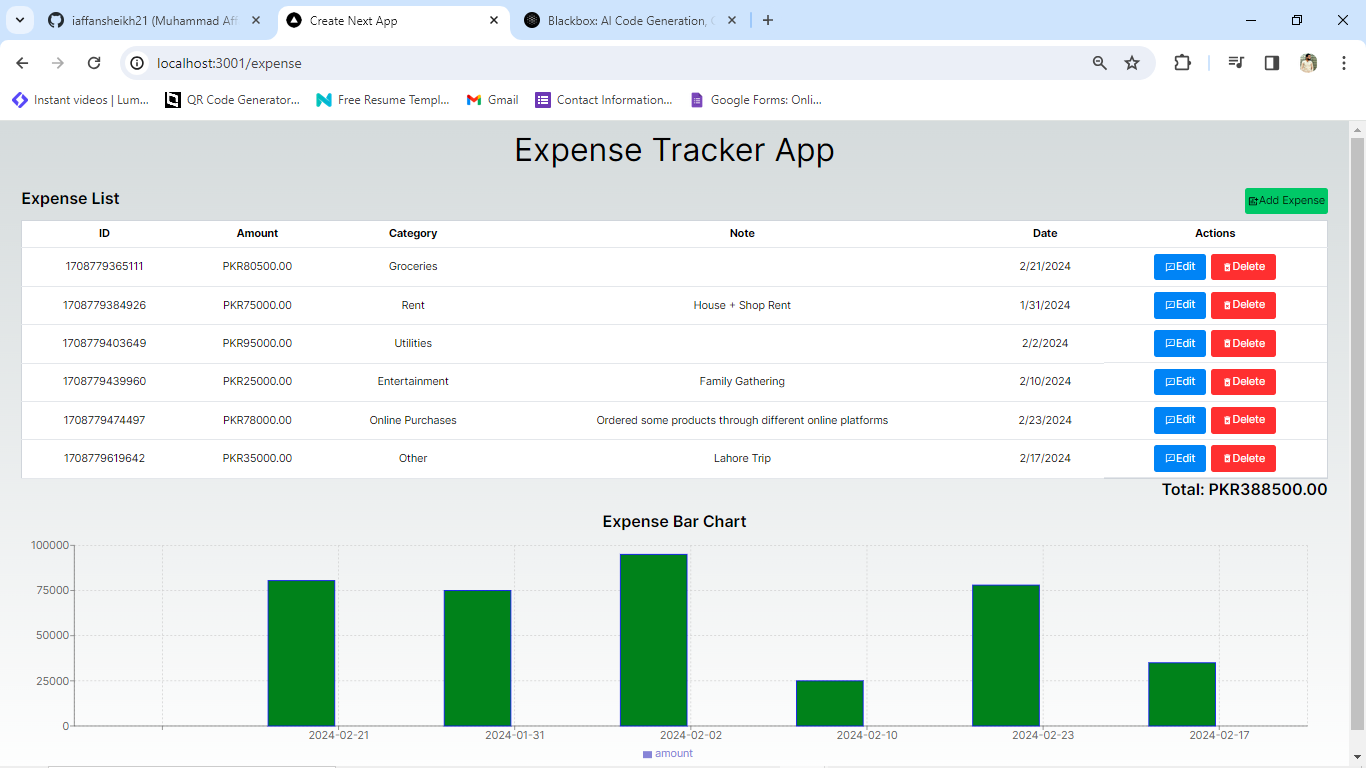 iaffansheikh21 (Muhammad Aff
Create Next App
Blackbox: AI Code Generation, C
localhost:3001/expense
Instant videos | Lum... QR Code Generator... Free Resume Templ... Gmail Contact Information... Google Forms: Onli...
Expense Tracker App
Expense List
Add Expense
ID Amount Category Note Date Actions
1708779365111 PKR80500.00 Groceries 2/21/2024 Edit Delete
1708779384926 PKR75000.00 Rent House + Shop Rent 1/31/2024 Edit Delete
1708779403649 PKR95000.00 Utilities 2/2/2024 Edit Delete
1708779439960 PKR25000.00 Entertainment Family Gathering 2/10/2024 Edit Delete
1708779474497 PKR78000.00 Online Purchases Ordered some products through different online platforms 2/23/2024 Edit Delete
1708779619642 PKR35000.00 Other Lahore Trip 2/17/2024 Edit Delete
Total: PKR388500.00
Expense Bar Chart
100000
75000
50000
25000
0
2024-02-21 2024-01-31 2024-02-02 2024-02-10 2024-02-23 2024-02-17
amount